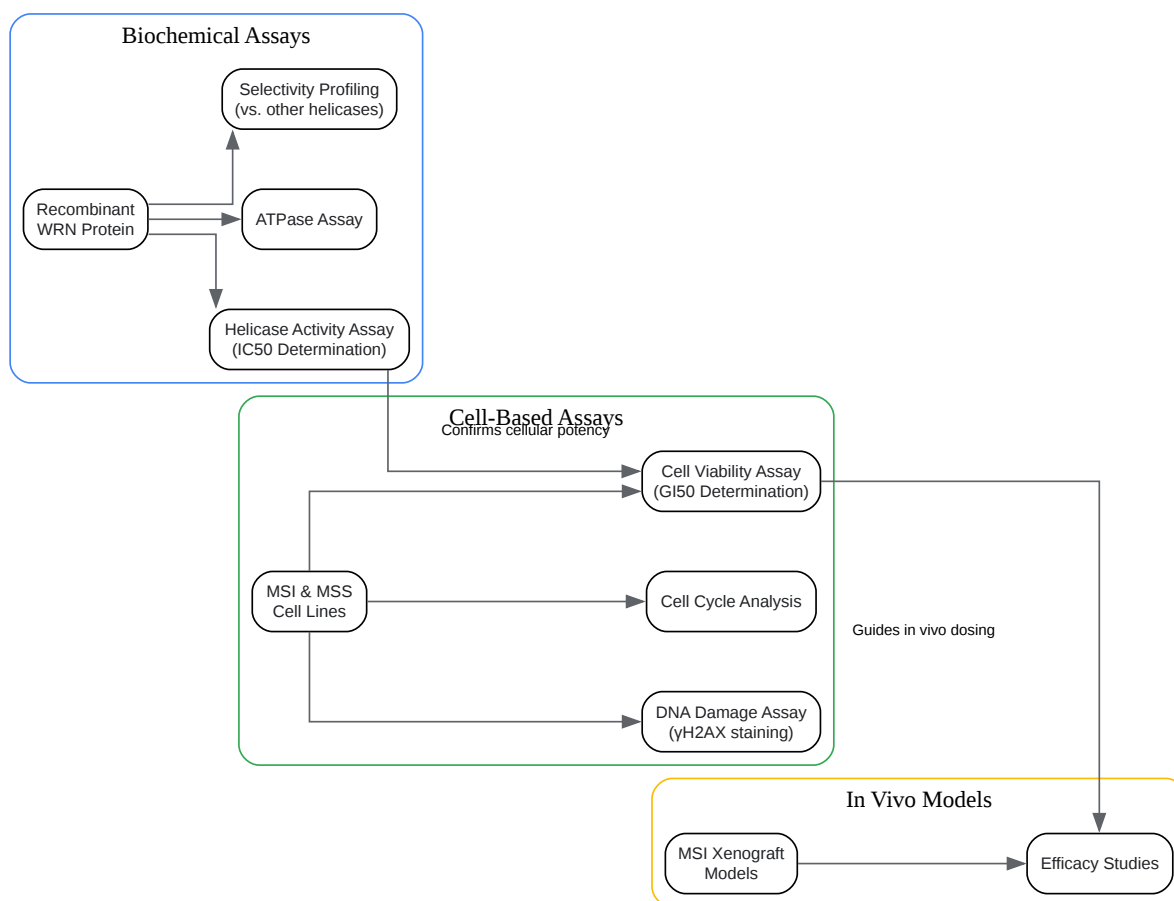 Biochemical Assays
Selectivity Profiling
(vs. other helicases)
Recombinant
WRN Protein
ATPase Assay
Helicase Activity Assay
(IC50 Determination)
Cell-Based Assays
Confirms cellular potency
Cell Viability Assay
(GI50 Determination)
MSI & MSS
Cell Lines
Cell Cycle Analysis
Guides in vivo dosing
DNA Damage Assay
(γH2AX staining)
In Vivo Models
MSI Xenograft
Models
Efficacy Studies